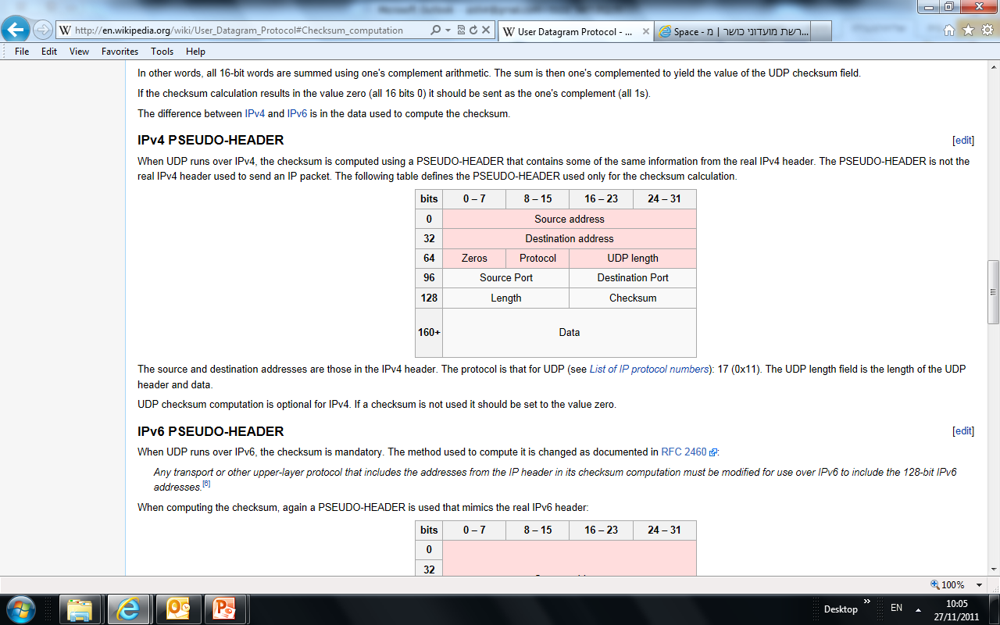 http://en.wikipedia.org/wiki/User_Datagram_Protocol#Checksum_computation
User Datagram Protocol - ...
Space - רשת מועדוני כושר | מ...
File Edit View Favorites Tools Help
In other words, all 16-bit words are summed using one's complement arithmetic. The sum is then one's complemented to yield the value of the UDP checksum field.
If the checksum calculation results in the value zero (all 16 bits 0) it should be sent as the one's complement (all 1s).
The difference between IPv4 and IPv6 is in the data used to compute the checksum.
IPv4 PSEUDO-HEADER [edit]
When UDP runs over IPv4, the checksum is computed using a PSEUDO-HEADER that contains some of the same information from the real IPv4 header. The PSEUDO-HEADER is not the
real IPv4 header used to send an IP packet. The following table defines the PSEUDO-HEADER used only for the checksum calculation.
bits 0 – 7 8 – 15 16 – 23 24 – 31
0 Source address
32 Destination address
64 Zeros Protocol UDP length
96 Source Port Destination Port
128 Length Checksum
160+ Data
The source and destination addresses are those in the IPv4 header. The protocol is that for UDP (see List of IP protocol numbers): 17 (0x11). The UDP length field is the length of the UDP
header and data.
UDP checksum computation is optional for IPv4. If a checksum is not used it should be set to the value zero.
IPv6 PSEUDO-HEADER [edit]
When UDP runs over IPv6, the checksum is mandatory. The method used to compute it is changed as documented in RFC 2460:
Any transport or other upper-layer protocol that includes the addresses from the IP header in its checksum computation must be modified for use over IPv6 to include the 128-bit IPv6
addresses.[6]
When computing the checksum, again a PSEUDO-HEADER is used that mimics the real IPv6 header:
bits 0 – 7 8 – 15 16 – 23 24 – 31
0
32
100%
Desktop » EN 10:05
27/11/2011